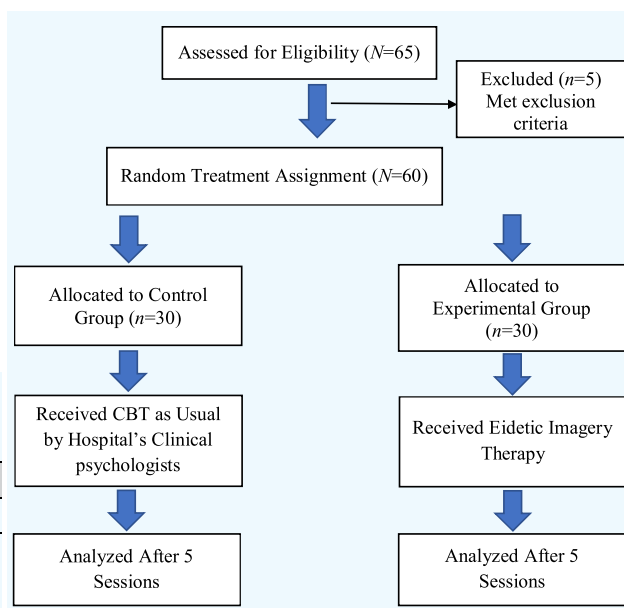 Assessed for Eligibility (N=65)
Excluded (n=5)
Met exclusion
criteria
Random Treatment Assignment (N=60)
Allocated to Control
Group (n=30)
Allocated to
Experimental Group
(n=30)
Received CBT as Usual
by Hospital's Clinical
psychologists
Received Eidetic Imagery
Therapy
Analyzed After 5
Sessions
Analyzed After 5
Sessions